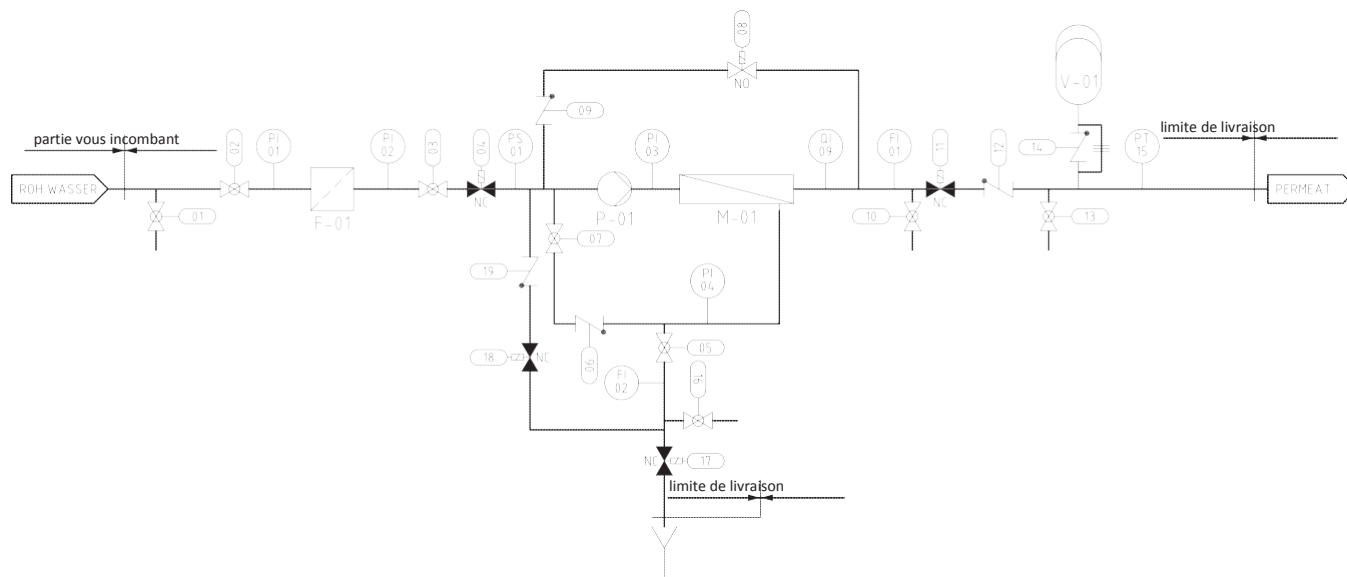 08
V-01
NO
09
partie vous incombant
limite de livraison
02
PI
01
PI
02
03
04
PS
01
PI
03
QI
09
FI
01
11
12
14
PT
15
ROH WASSER
PERMEAT
NC
NC
01
F-01
P-01
M-01
10
13
07
19
PI
04
18
NC
06
05
FI
02
16
NC
17
limite de livraison